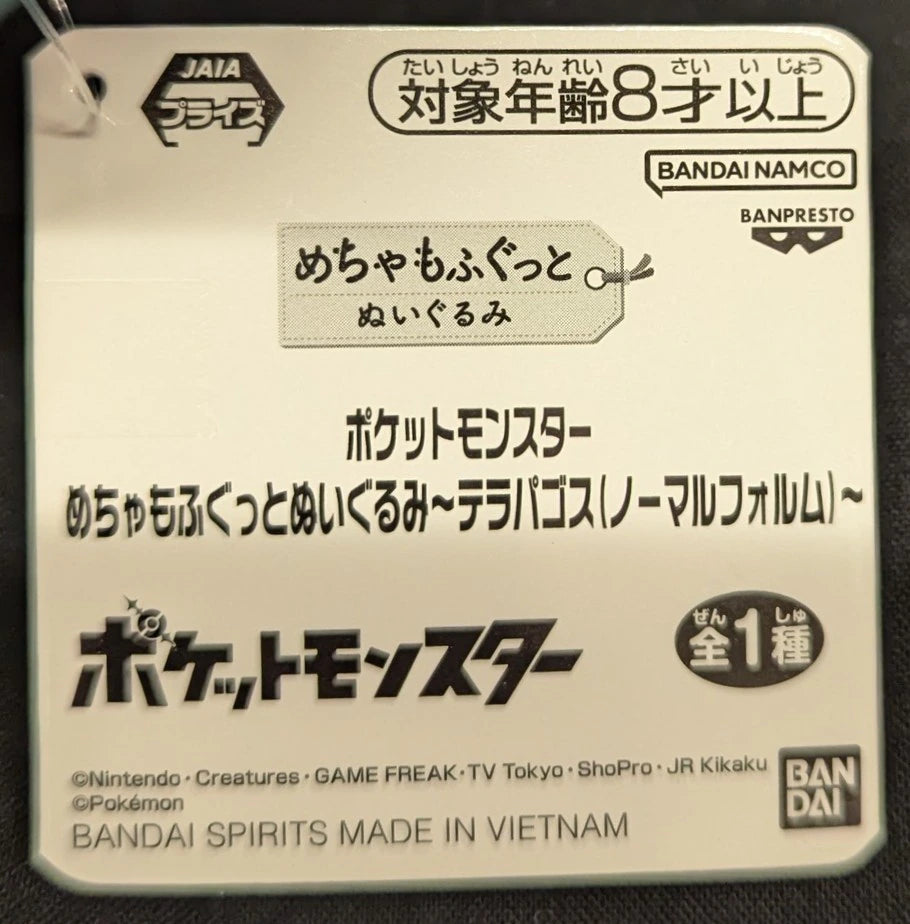 JAIA
プライズ
たいしょうねんれい さいいじょう
対象年齢8才以上
BANDAI NAMCO
BANPRESTO
めちゃもふぐっと
ぬいぐるみ
ポケットモンスター
めちゃもふぐっとぬいぐるみ~テラパゴス(ノーマルフォルム)~
ポケットモンスター
ぜん しゅ
全1種
©Nintendo・Creatures・GAME FREAK・TV Tokyo・ShoPro・JR Kikaku
©Pokémon
BANDAI SPIRITS MADE IN VIETNAM
BAN
DAI